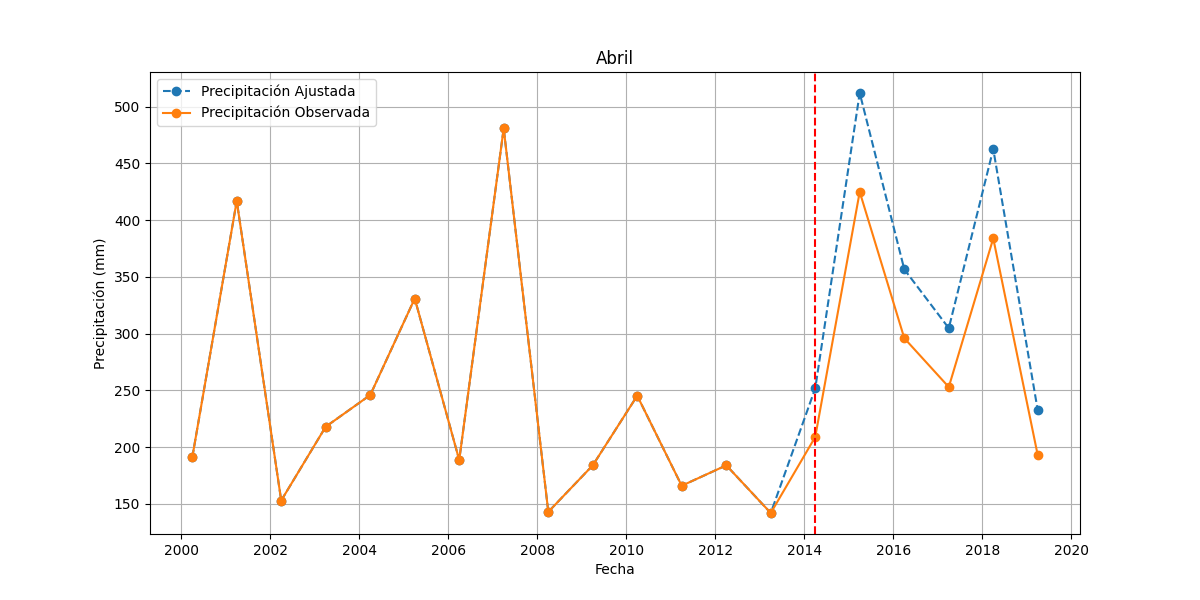 Abril
Precipitación Ajustada
Precipitación Observada
Precipitación (mm)
500
450
400
350
300
250
200
150
2000 2002 2004 2006 2008 2010 2012 2014 2016 2018 2020
Fecha